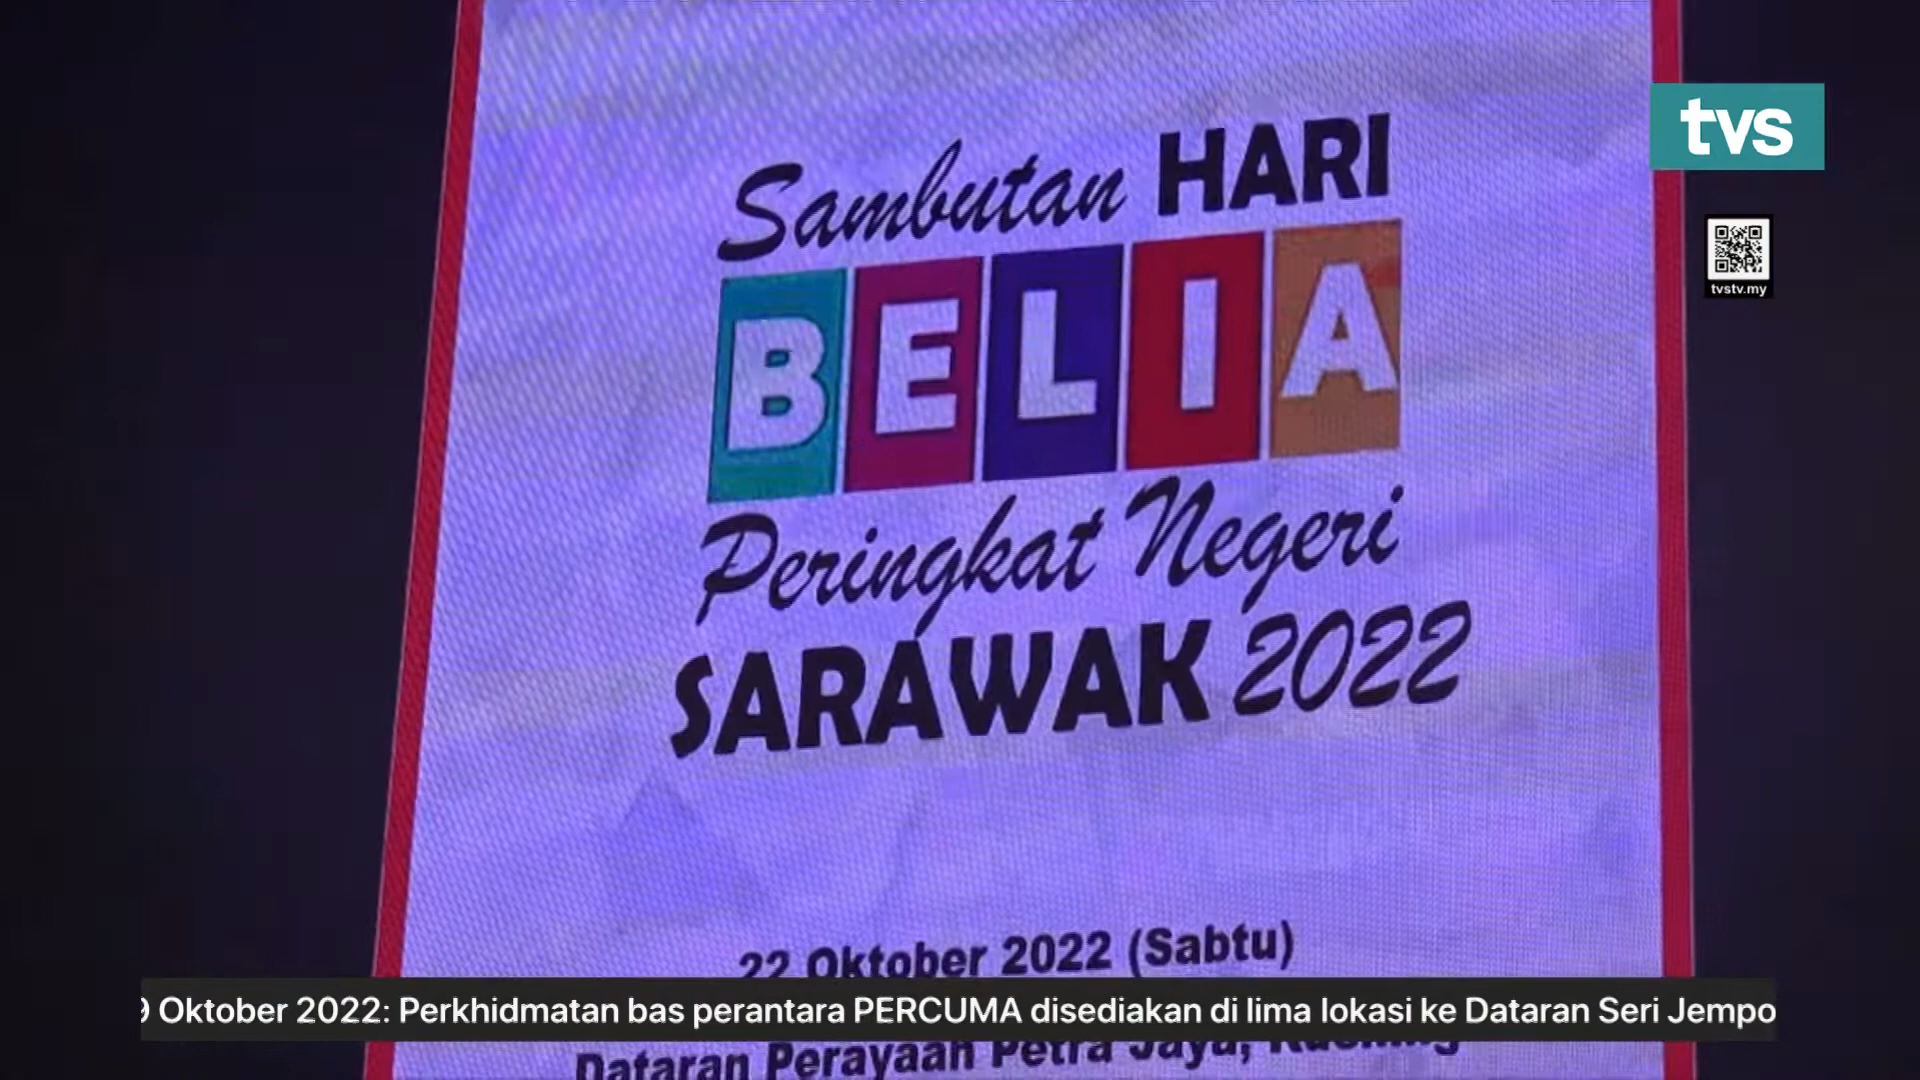 tvs
tvstv.my
Sambutan HARI
BELIA
Peringkat Negeri
SARAWAK 2022
22 Oktober 2022 (Sabtu)
Oktober 2022: Perkhidmatan bas perantara PERCUMA disediakan di lima lokasi ke Dataran Seri Jempo
Dataran Perayaan Petra Jaya,